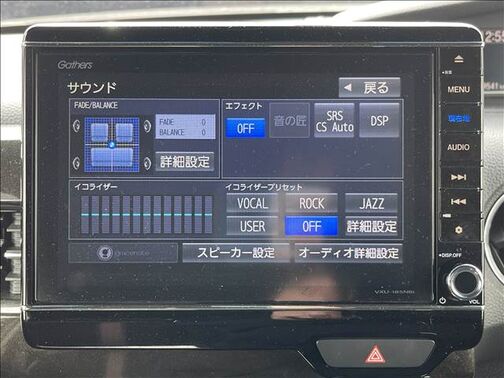 Gathers
2:55
サウンド
◀ 戻る
MENU
現在地
AUDIO
FADE/BALANCE
FADE 0
BALANCE 0
詳細設定
エフェクト
OFF
音の匠
SRS
CS Auto
DSP
イコライザー
イコライザープリセット
VOCAL
ROCK
JAZZ
USER
OFF
詳細設定
gracenote
スピーカー設定
オーディオ詳細設定
DISP.OFF
VXU-185NBi
VOL